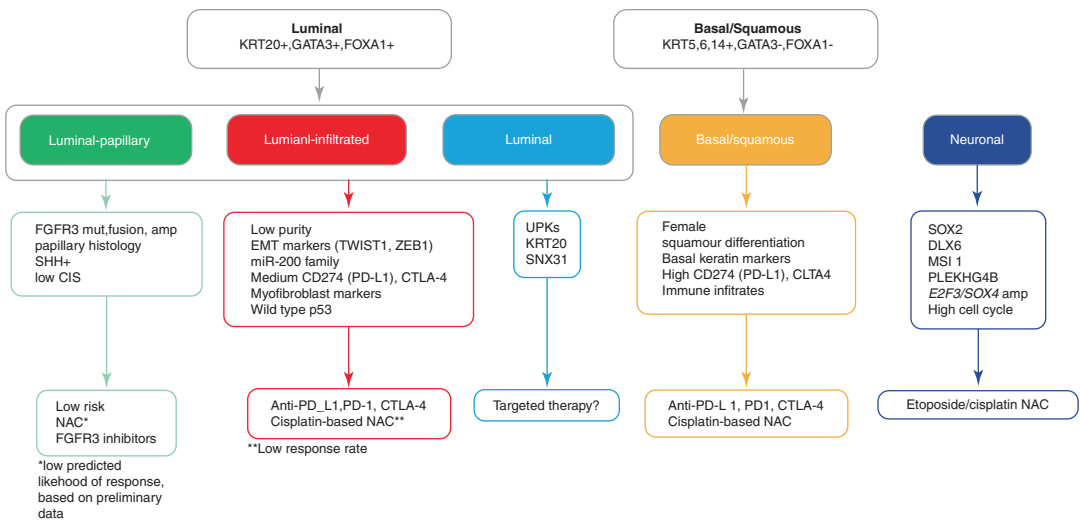 Luminal
KRT20+,GATA3+,FOXA1+
Basal/Squamous
KRT5,6,14+,GATA3-,FOXA1-
Luminal-papillary
Lumianl-infiltrated
Luminal
Basal/squamous
Neuronal
FGFR3 mut,fusion, amp
papillary histology
SHH+
low CIS
Low purity
EMT markers (TWIST1, ZEB1)
miR-200 family
Medium CD274 (PD-L1), CTLA-4
Myofibroblast markers
Wild type p53
UPKs
KRT20
SNX31
Female
squamour differentiation
Basal keratin markers
High CD274 (PD-L1), CLTA4
Immune infitrates
SOX2
DLX6
MSI 1
PLEKHG4B
E2F3/SOX4 amp
High cell cycle
Low risk
NAC*
FGFR3 inhibitors
*low predicted
likehood of response,
based on preliminary
data
Anti-PD_L1,PD-1, CTLA-4
Cisplatin-based NAC**
**Low response rate
Targeted therapy?
Anti-PD-L 1, PD1, CTLA-4
Cisplatin-based NAC
Etoposide/cisplatin NAC